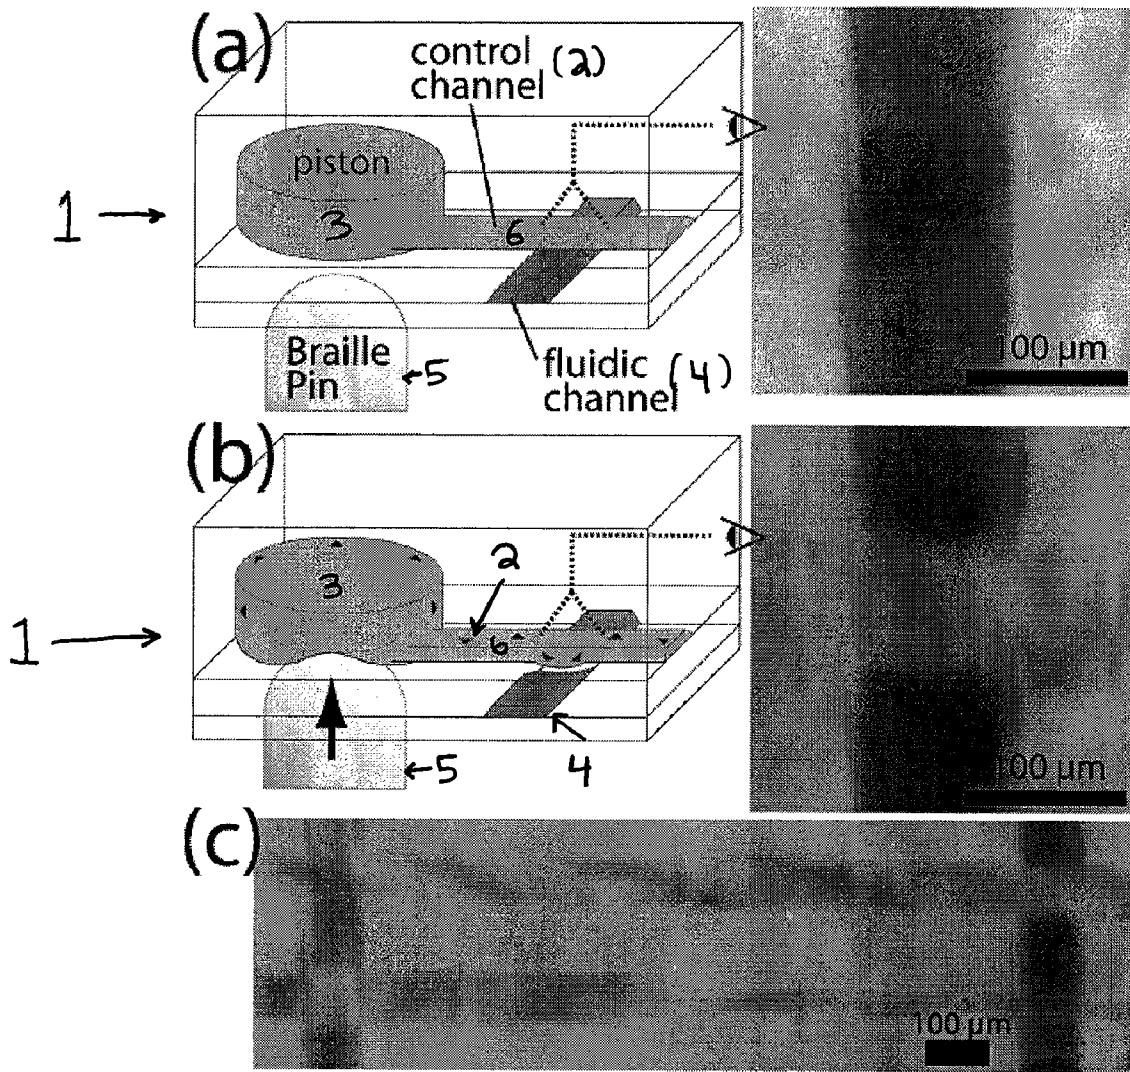 (a)
control
channel (2)
piston
1
3
6
Braille
Pin
5
fluidic
channel (4)
100 µm
(b)
2
3
1
6
5
4
100 µm
(c)
100 µm